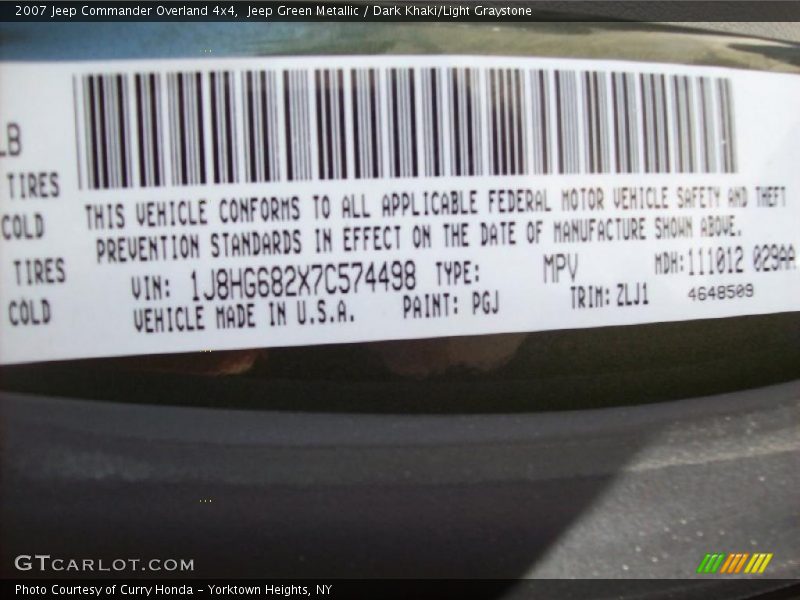 2007 Jeep Commander Overland 4x4,  Jeep Green Metallic / Dark Khaki/Light Graystone
LB
TIRES
COLD
TIRES
COLD
THIS VEHICLE CONFORMS TO ALL APPLICABLE FEDERAL MOTOR VEHICLE SAFETY AND THEFT
PREVENTION STANDARDS IN EFFECT ON THE DATE OF MANUFACTURE SHOWN ABOVE.
VIN: 1J8HG682X7C574498 TYPE: MPV MDH:111012 029AA
VEHICLE MADE IN U.S.A. PAINT: PGJ TRIM: ZLJ1 4648509
GTCARLOT.COM
Photo Courtesy of Curry Honda – Yorktown Heights, NY